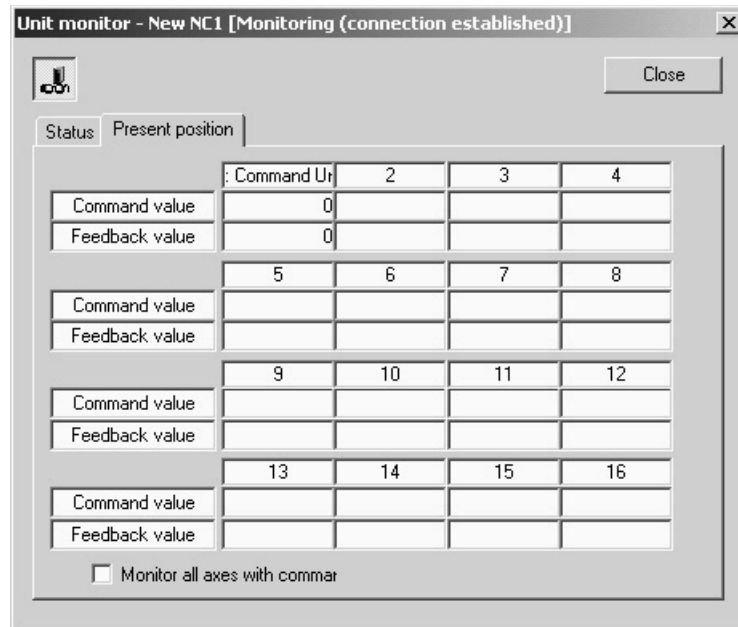 Unit monitor - New NC1 [Monitoring (connection established)]
Close
Status Present position
: Command Ur 2 3 4
Command value 0
Feedback value 0
5 6 7 8
Command value
Feedback value
9 10 11 12
Command value
Feedback value
13 14 15 16
Command value
Feedback value
Monitor all axes with commar